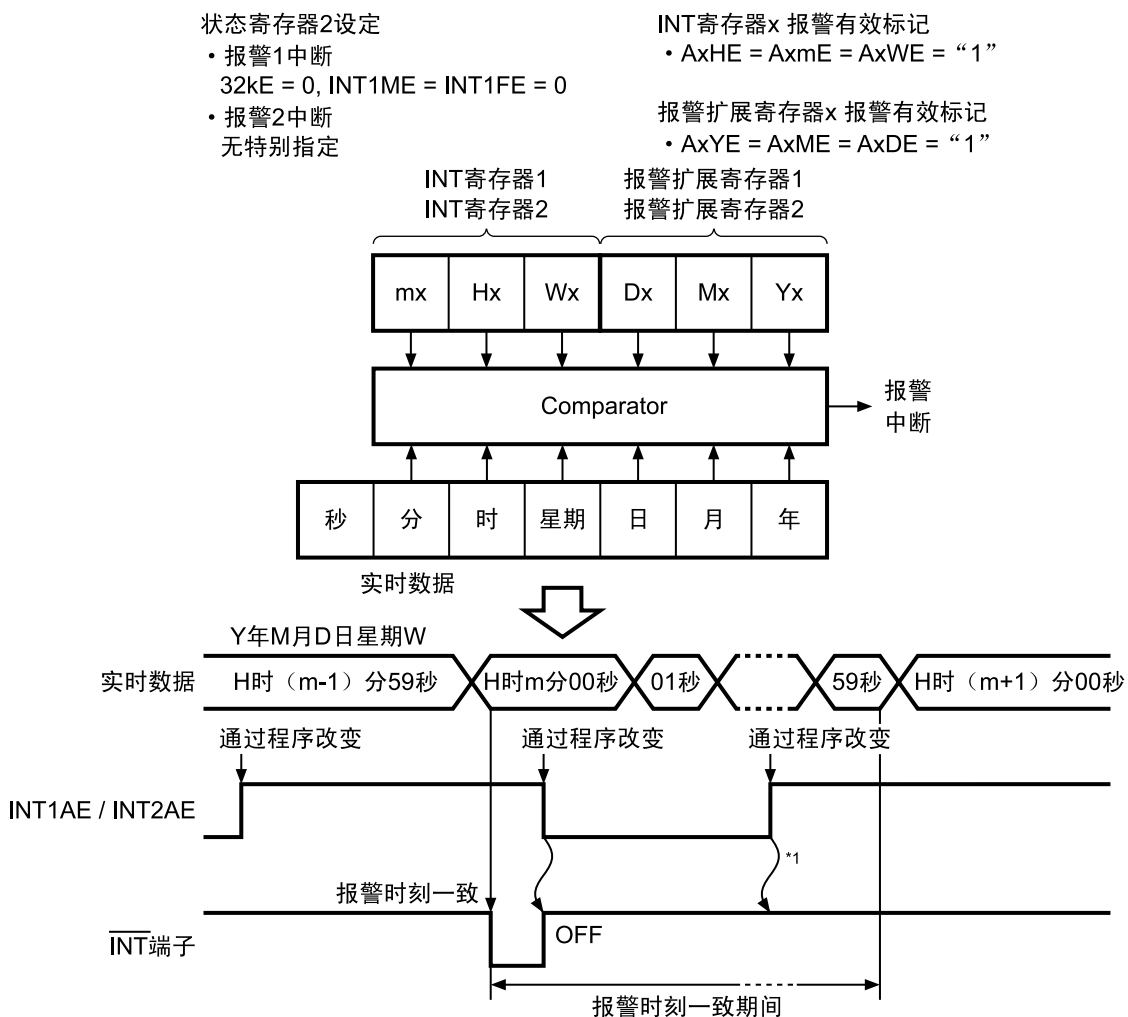 状态寄存器2设定
・报警1中断
32kE = 0, INT1ME = INT1FE = 0
・报警2中断
无特别指定
INT寄存器x 报警有效标记
・AxHE = AxmE = AxWE = “1”
报警扩展寄存器x 报警有效标记
・AxYE = AxME = AxDE = “1”
INT寄存器1
INT寄存器2
报警扩展寄存器1
报警扩展寄存器2
mx Hx Wx Dx Mx Yx
Comparator
报警
中断
秒 分 时 星期 日 月 年
实时数据
Y年M月D日星期W
实时数据
H时（m-1）分59秒 H时m分00秒 01秒 59秒 H时（m+1）分00秒
通过程序改变 通过程序改变 通过程序改变
INT1AE / INT2AE
*1
报警时刻一致
INT端子
OFF
报警时刻一致期间